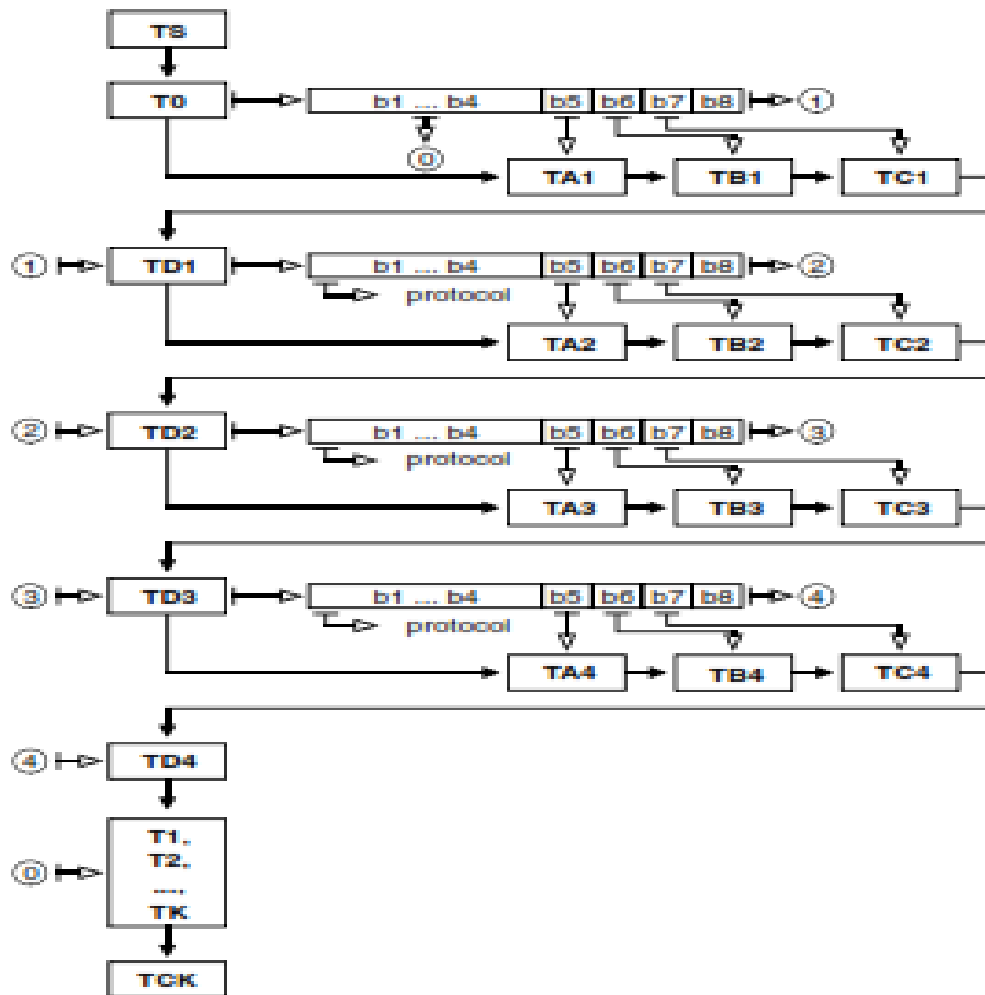 TS
T0 b1 ... b4 b5 b6 b7 b8 1
0
TA1 TB1 TC1
1 TD1 b1 ... b4 b5 b6 b7 b8 2
protocol
TA2 TB2 TC2
2 TD2 b1 ... b4 b5 b6 b7 b8 3
protocol
TA3 TB3 TC3
3 TD3 b1 ... b4 b5 b6 b7 b8 4
protocol
TA4 TB4 TC4
4 TD4
T1,
T2,
0 ...,
TK
TCK